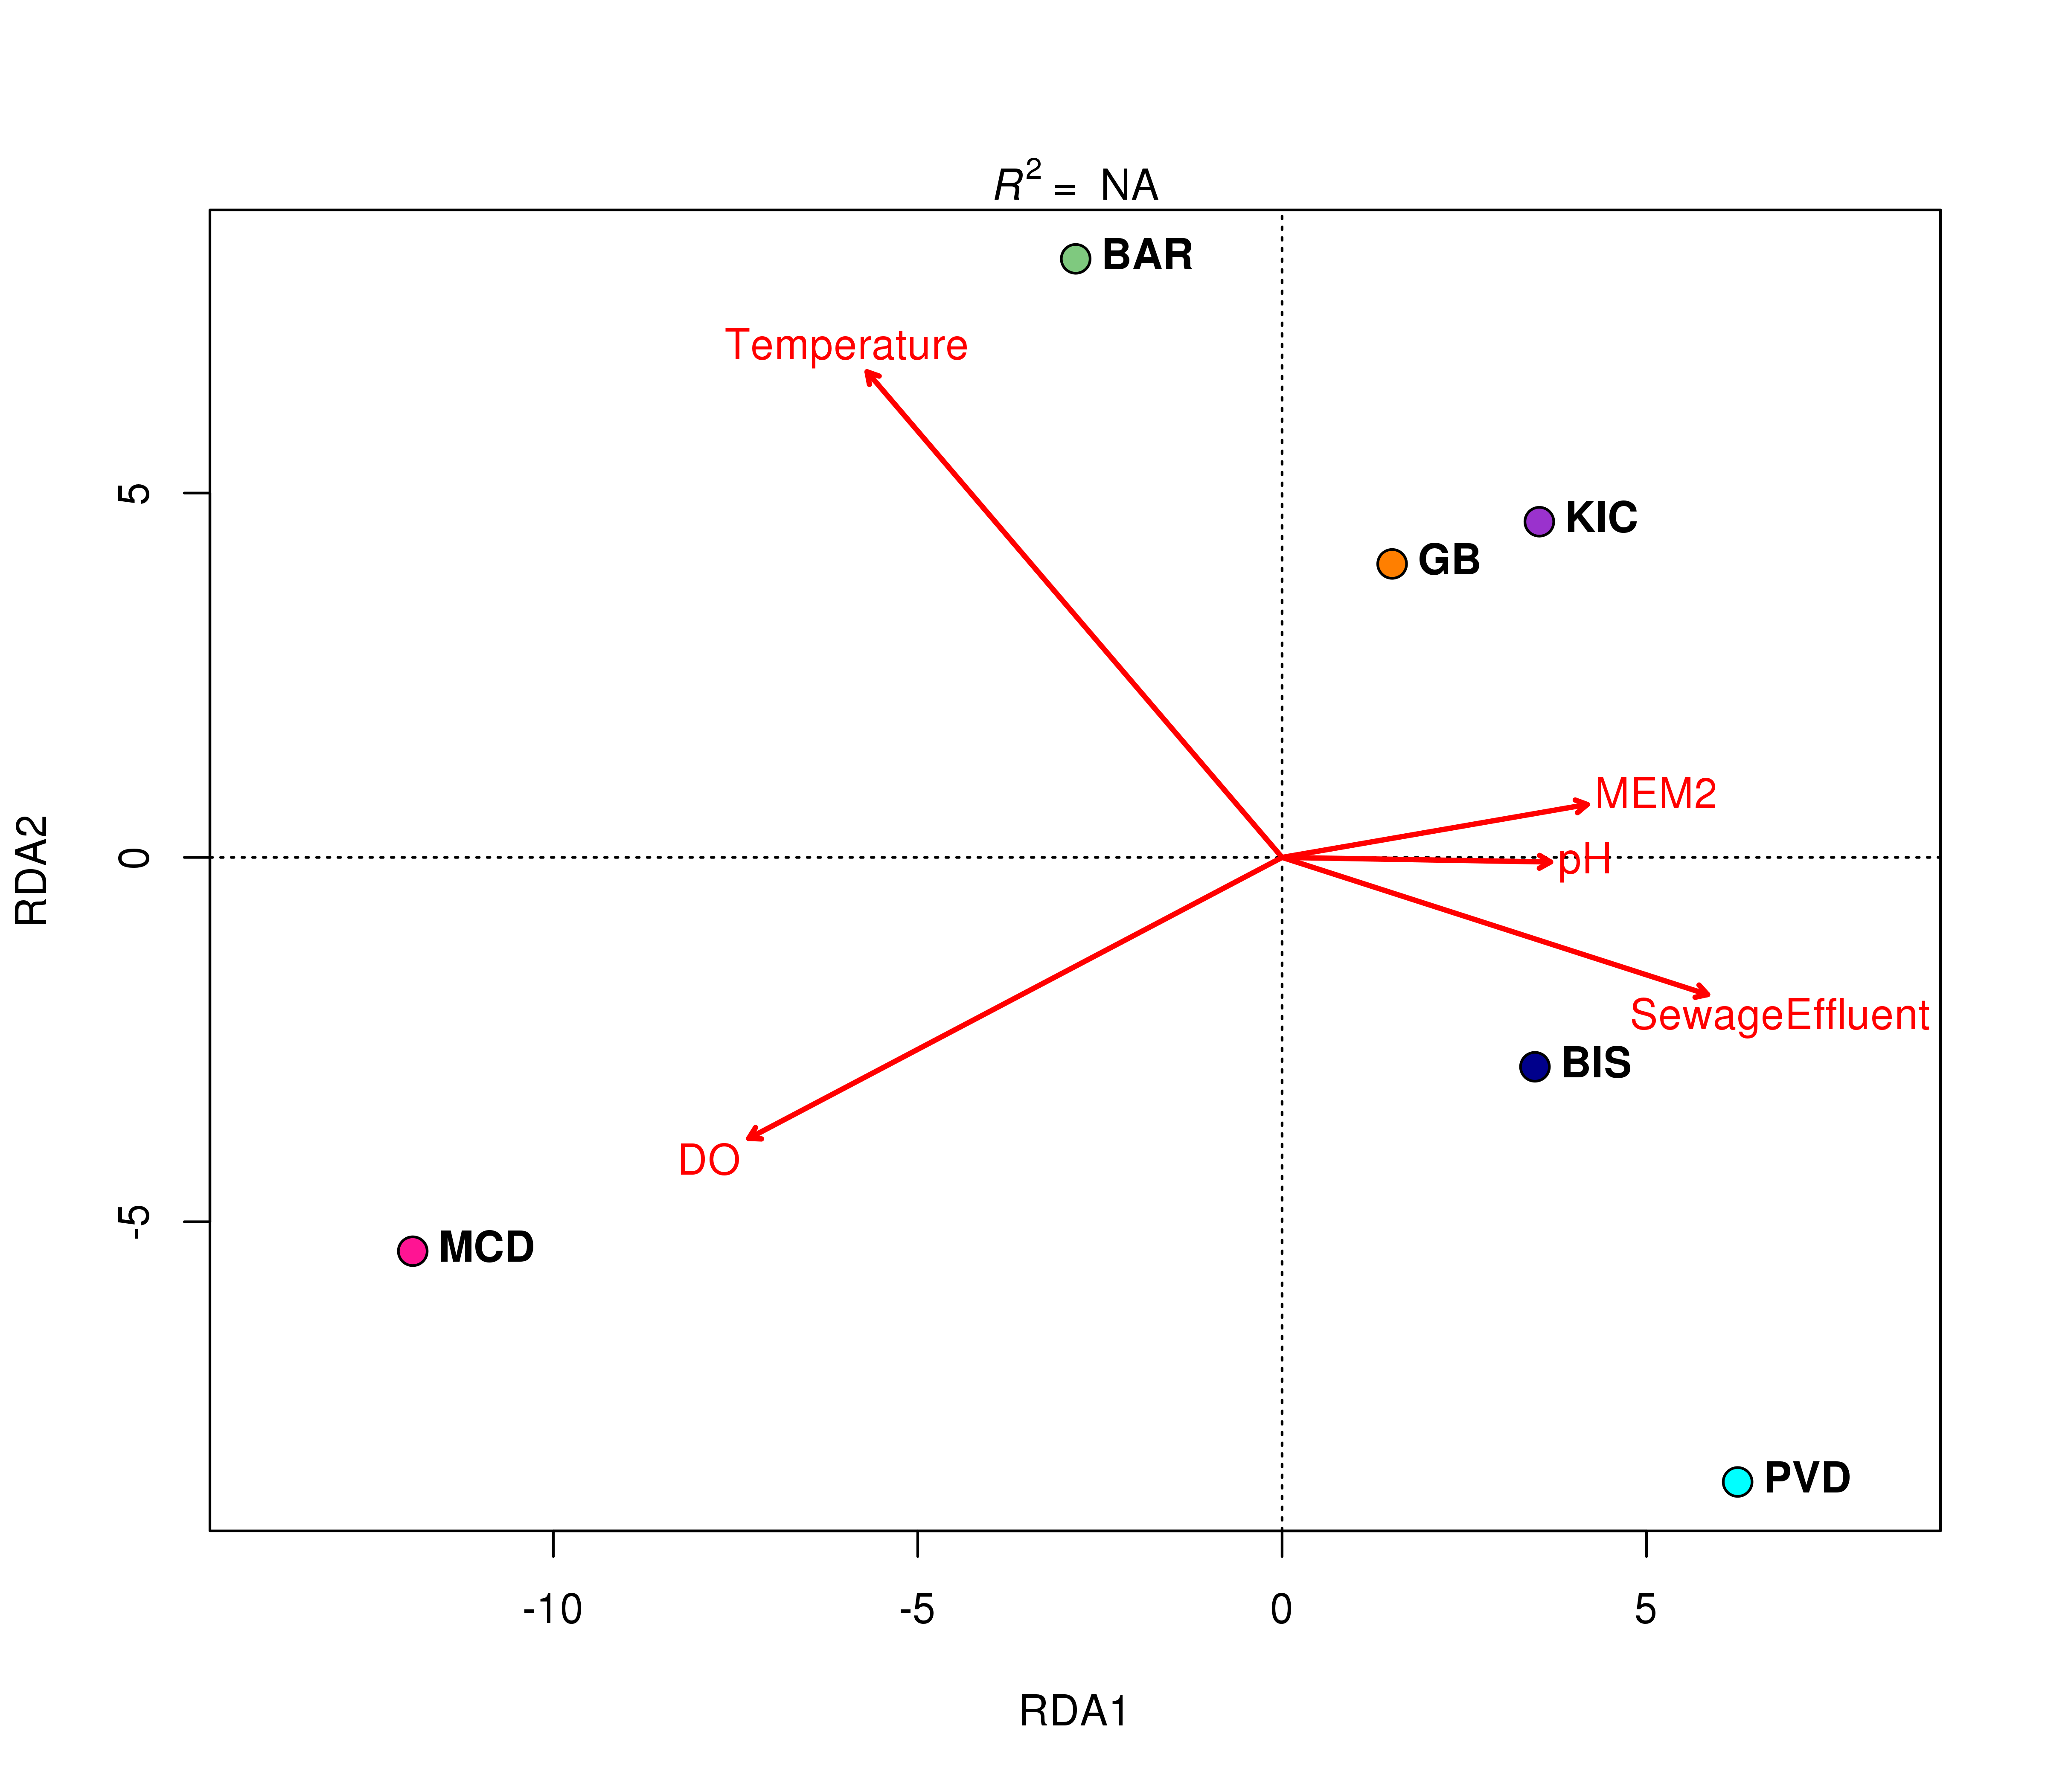 R2 = NA
BAR
Temperature
5
KIC
GB
MEM2
0
pH
RDA2
SewageEffluent
BIS
DO
-5
MCD
PVD
-10 -5 0 5
RDA1